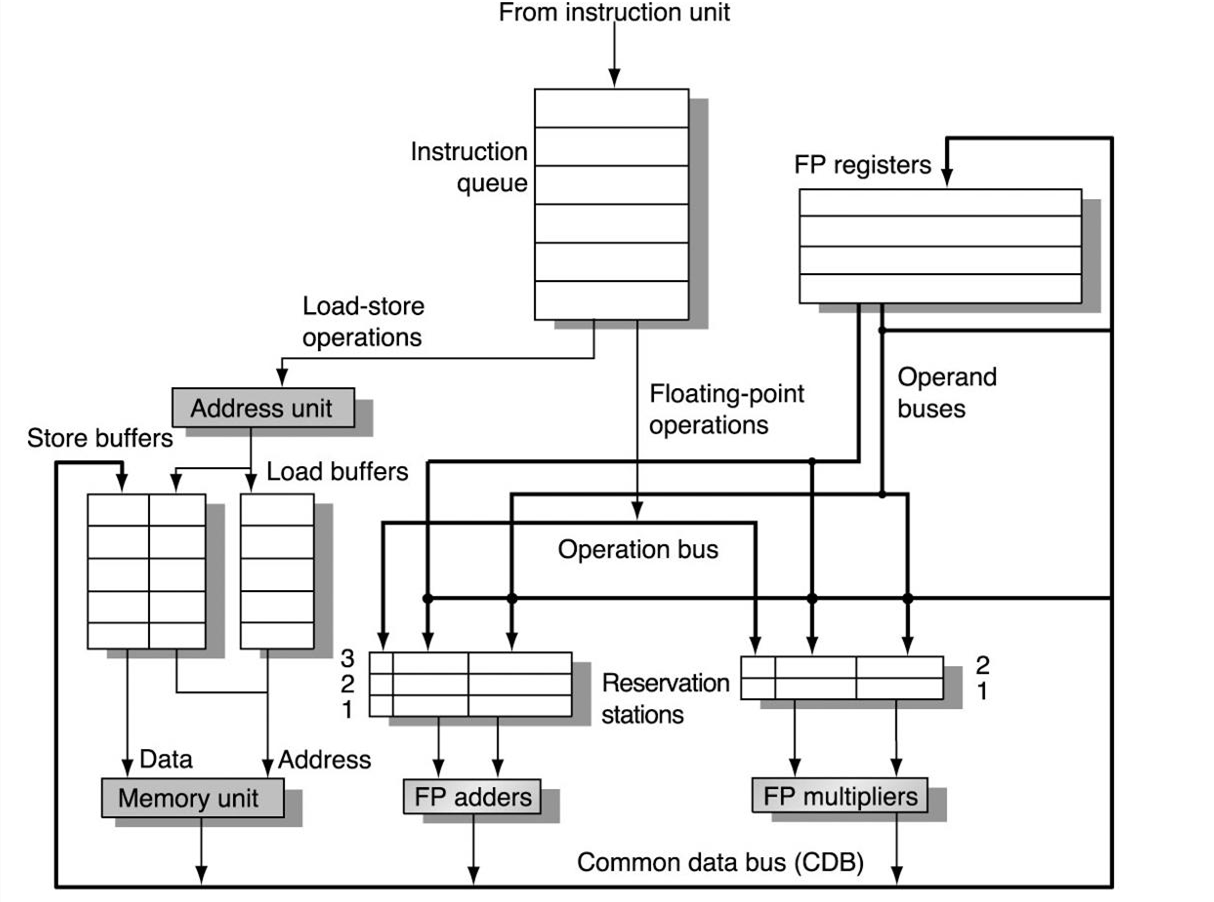 From instruction unit
Instruction
queue
FP registers
Load-store
operations
Address unit
Floating-point
operations
Operand
buses
Store buffers
Load buffers
Operation bus
3
2
1
Reservation
stations
2
1
Data
Address
Memory unit
FP adders
FP multipliers
Common data bus (CDB)